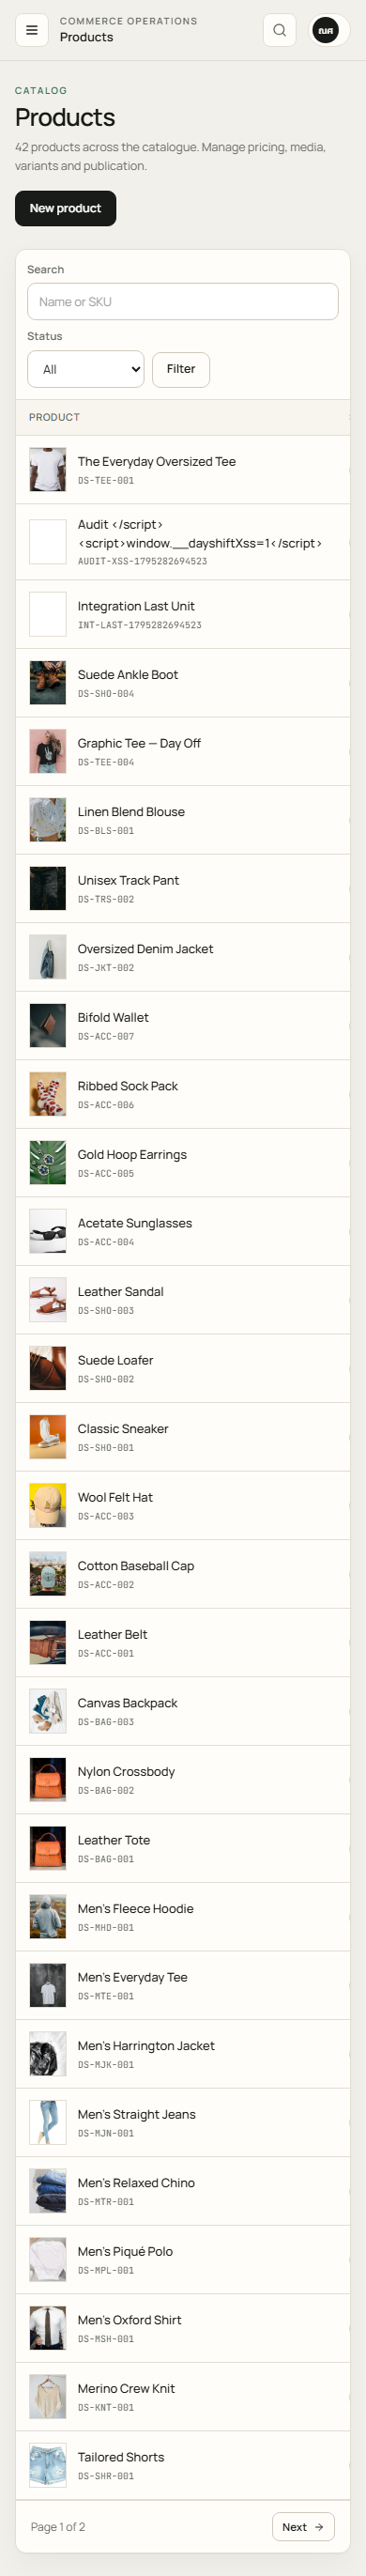 COMMERCE OPERATIONS
Products
ณศ
CATALOG
Products
42 products across the catalogue. Manage pricing, media,
variants and publication.
New product
Search
Name or SKU
Status
All
Filter
PRODUCT
The Everyday Oversized Tee
DS-TEE-001
Audit </script>
<script>window.__dayshiftXss=1</script>
AUDIT-XSS-1795282694523
Integration Last Unit
INT-LAST-1795282694523
Suede Ankle Boot
DS-SHO-004
Graphic Tee — Day Off
DS-TEE-004
Linen Blend Blouse
DS-BLS-001
Unisex Track Pant
DS-TRS-002
Oversized Denim Jacket
DS-JKT-002
Bifold Wallet
DS-ACC-007
Ribbed Sock Pack
DS-ACC-006
Gold Hoop Earrings
DS-ACC-005
Acetate Sunglasses
DS-ACC-004
Leather Sandal
DS-SHO-003
Suede Loafer
DS-SHO-002
Classic Sneaker
DS-SHO-001
Wool Felt Hat
DS-ACC-003
Cotton Baseball Cap
DS-ACC-002
Leather Belt
DS-ACC-001
Canvas Backpack
DS-BAG-003
Nylon Crossbody
DS-BAG-002
Leather Tote
DS-BAG-001
Men's Fleece Hoodie
DS-MHD-001
Men's Everyday Tee
DS-MTE-001
Men's Harrington Jacket
DS-MJK-001
Men's Straight Jeans
DS-MJN-001
Men's Relaxed Chino
DS-MTR-001
Men's Piqué Polo
DS-MPL-001
Men's Oxford Shirt
DS-MSH-001
Merino Crew Knit
DS-KNT-001
Tailored Shorts
DS-SHR-001
Page 1 of 2
Next →